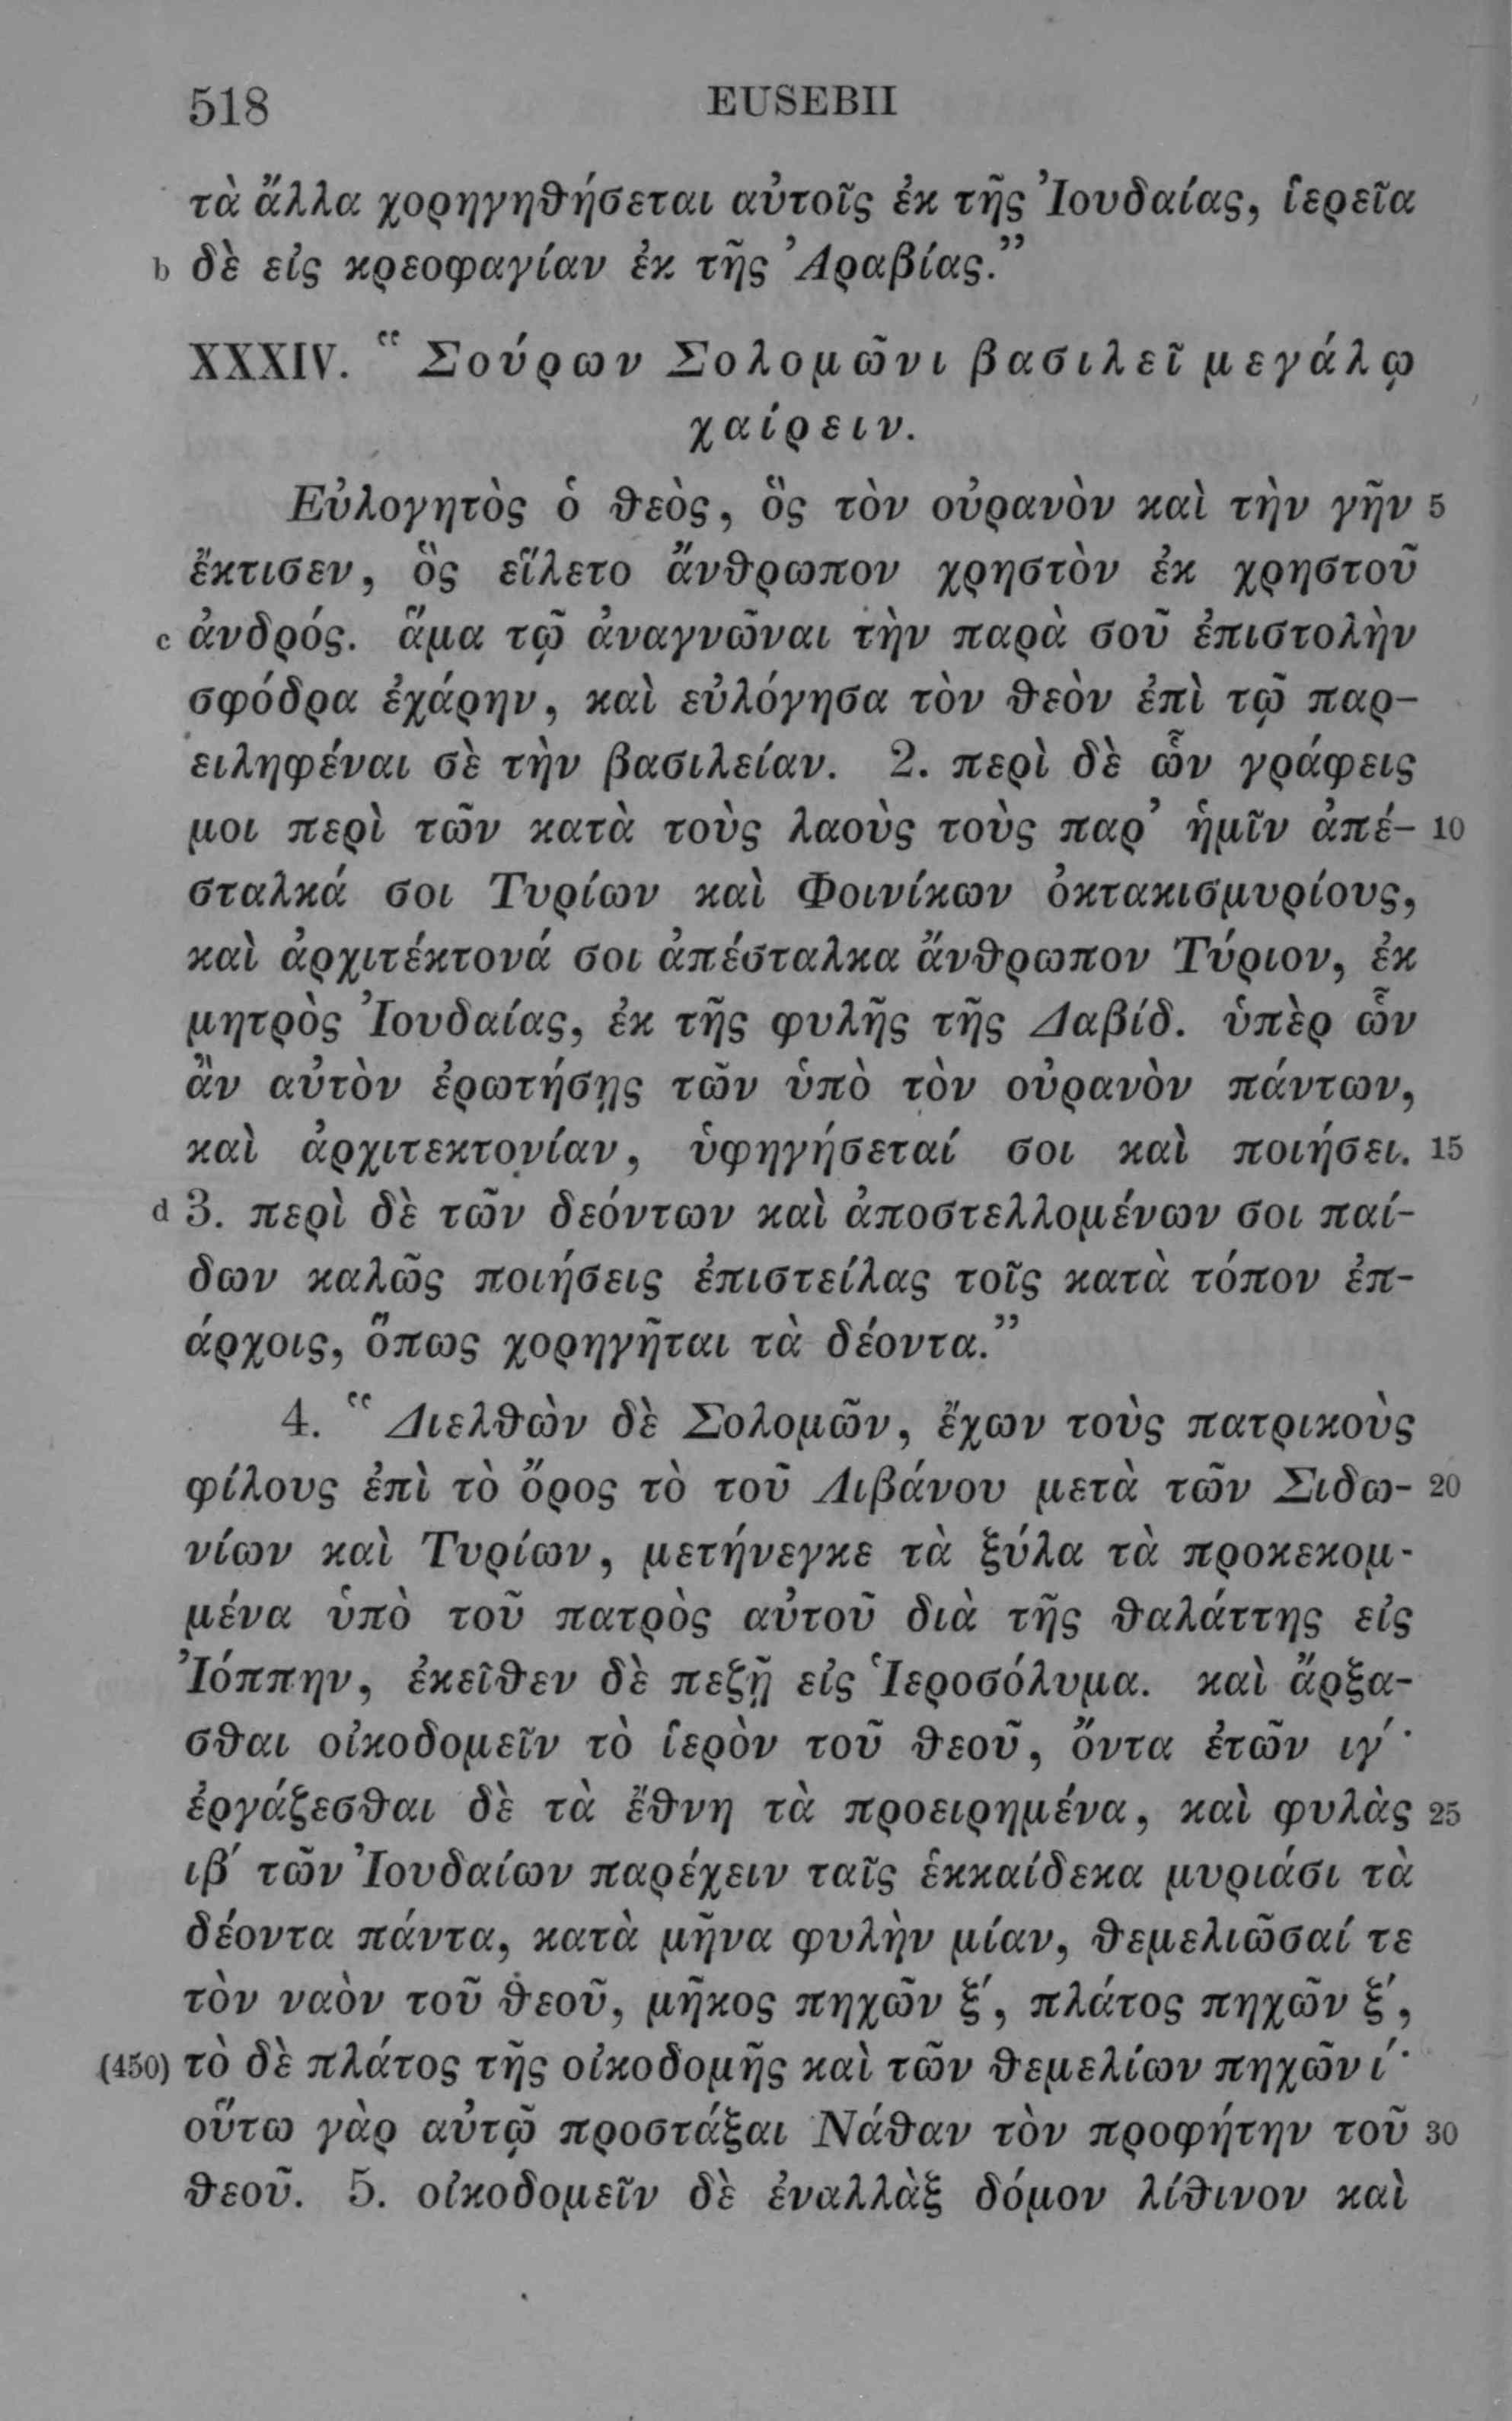 518 EUSEBII
τὰ ἄλλα χορηγηθήσεται αὐτοῖς ἐκ τῆς Ἰουδαίας, ἱερεῖα
b δὲ εἰς κρεοφαγίαν ἐκ τῆς Ἀραβίας.”
XXXIV. “Σούρων Σολομῶνι βασιλεῖ μεγάλῳ
χαίρειν.
Εὐλογητὸς ὁ θεὸς, ὃς τὸν οὐρανὸν καὶ τὴν γῆν 5
ἔκτισεν, ὃς εἵλετο ἄνθρωπον χρηστὸν ἐκ χρηστοῦ
c ἀνδρός. ἅμα τῷ ἀναγνῶναι τὴν παρὰ σοῦ ἐπιστολὴν
σφόδρα ἐχάρην, καὶ εὐλόγησα τὸν θεὸν ἐπὶ τῷ παρ-
ειληφέναι σὲ τὴν βασιλείαν. 2. περὶ δὲ ὧν γράφεις
μοι περὶ τῶν κατὰ τοὺς λαοὺς τοὺς παρ’ ἡμῖν ἀπέ- 10
σταλκά σοι Τυρίων καὶ Φοινίκων ὀκτακισμυρίους,
καὶ ἀρχιτέκτονά σοι ἀπέσταλκα ἄνθρωπον Τύριον, ἐκ
μητρὸς Ἰουδαίας, ἐκ τῆς φυλῆς τῆς Δαβίδ. ὑπὲρ ὧν
ἂν αὐτὸν ἐρωτήσῃς τῶν ὑπὸ τὸν οὐρανὸν πάντων,
καὶ ἀρχιτεκτονίαν, ὑφηγήσεταί σοι καὶ ποιήσει. 15
d 3. περὶ δὲ τῶν δεόντων καὶ ἀποστελλομένων σοι παί-
δων καλῶς ποιήσεις ἐπιστείλας τοῖς κατὰ τόπον ἐπ-
άρχοις, ὅπως χορηγῆται τὰ δέοντα.”
4. “Διελθὼν δὲ Σολομῶν, ἔχων τοὺς πατρικοὺς
φίλους ἐπὶ τὸ ὄρος τὸ τοῦ Λιβάνου μετὰ τῶν Σιδω- 20
νίων καὶ Τυρίων, μετήνεγκε τὰ ξύλα τὰ προκεκομ-
μένα ὑπὸ τοῦ πατρὸς αὐτοῦ διὰ τῆς θαλάττης εἰς
Ἰόππην, ἐκεῖθεν δὲ πεζῇ εἰς Ἱεροσόλυμα. καὶ ἄρξα-
σθαι οἰκοδομεῖν τὸ ἱερὸν τοῦ θεοῦ, ὄντα ἐτῶν ιγ´·
ἐργάζεσθαι δὲ τὰ ἔθνη τὰ προειρημένα, καὶ φυλὰς 25
ιβ´ τῶν Ἰουδαίων παρέχειν ταῖς ἑκκαίδεκα μυριάσι τὰ
δέοντα πάντα, κατὰ μῆνα φυλὴν μίαν, θεμελιῶσαί τε
τὸν ναὸν τοῦ θεοῦ, μῆκος πηχῶν ξ´, πλάτος πηχῶν ξ´,
(450) τὸ δὲ πλάτος τῆς οἰκοδομῆς καὶ τῶν θεμελίων πηχῶν ι´·
οὕτω γὰρ αὐτῷ προστάξαι Νάθαν τὸν προφήτην τοῦ 30
θεοῦ. 5. οἰκοδομεῖν δὲ ἐναλλὰξ δόμον λίθινον καὶ